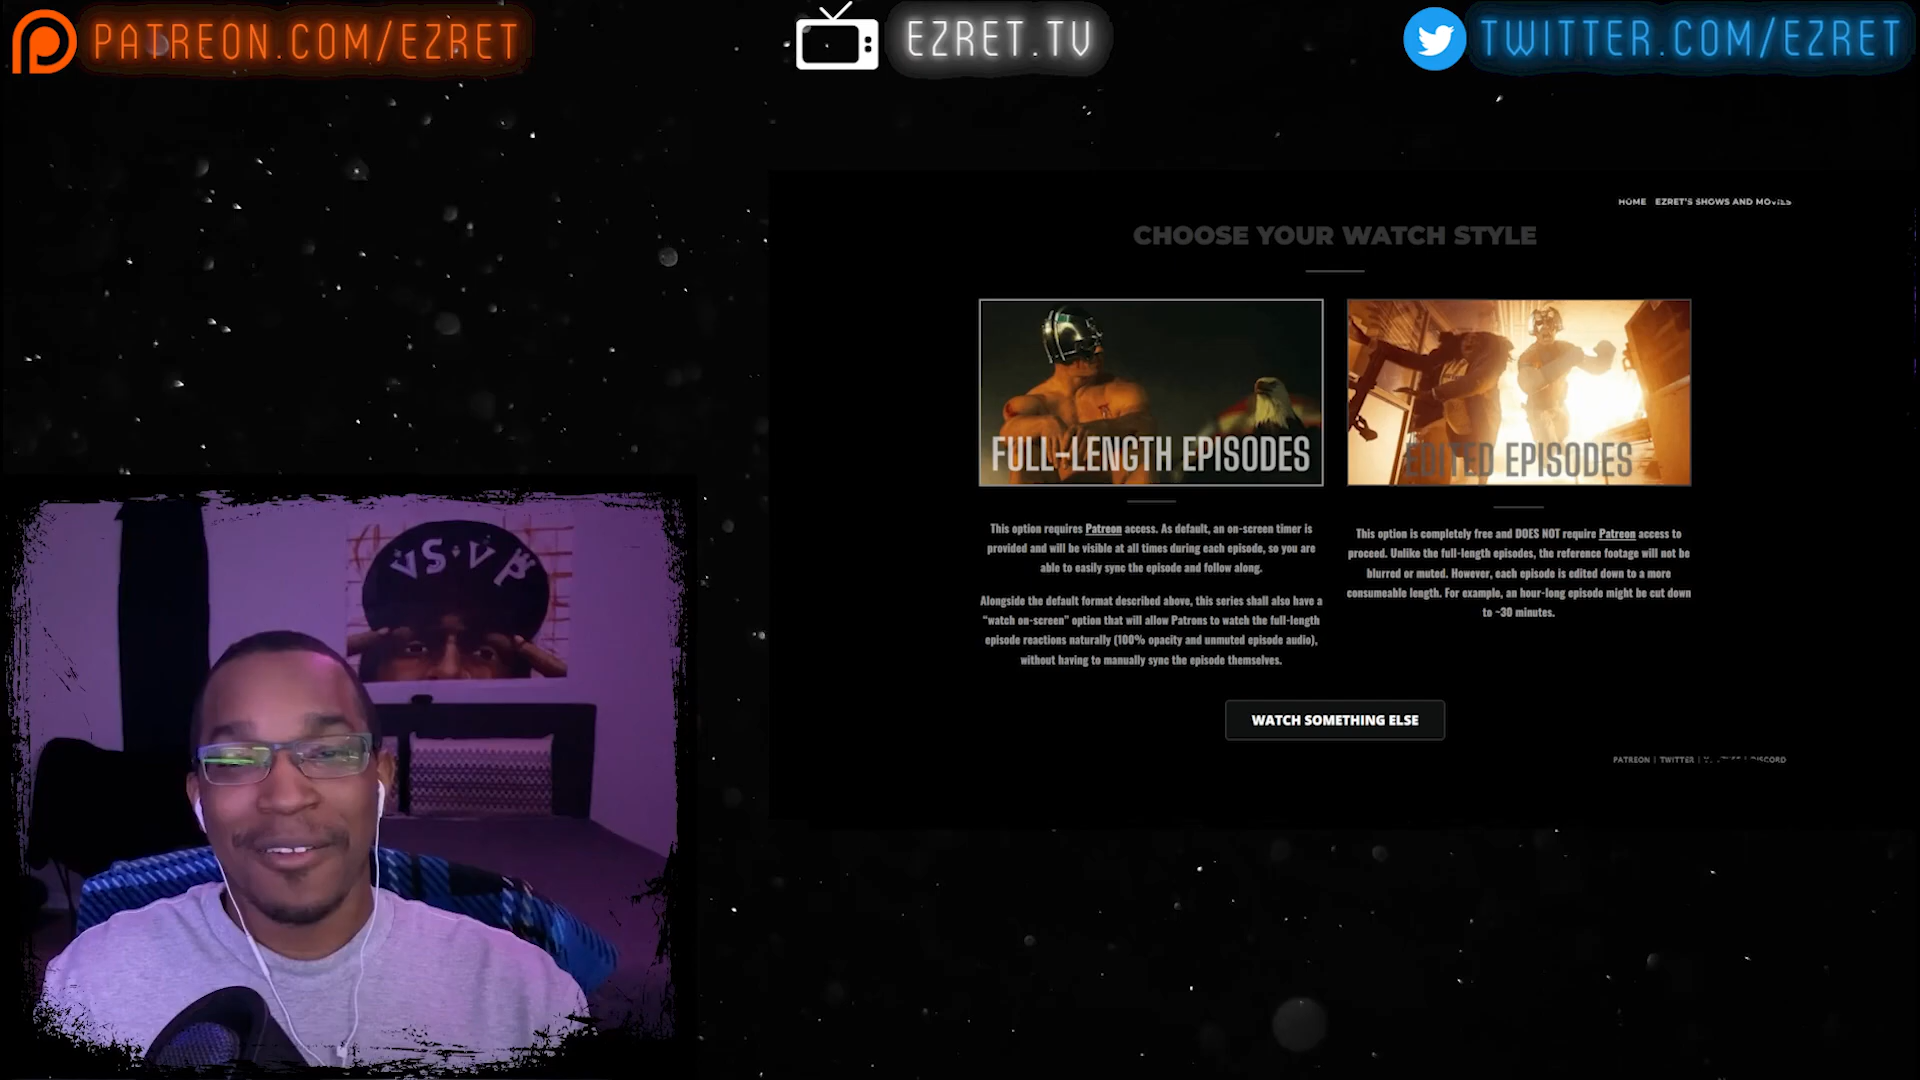 PATREON.COM/EZRET
EZRET.TV
TWITTER.COM/EZRET
HOME EZRET'S SHOWS AND MOVIES
CHOOSE YOUR WATCH STYLE
FULL-LENGTH EPISODES
EDITED EPISODES
This option requires Patreon access. As default, an on-screen timer is
provided and will be visible at all times during each episode, so you are
able to easily sync the episode and follow along.
Alongside the default format described above, this series shall also have a
"watch on-screen" option that will allow Patrons to watch the full-length
episode reactions naturally (100% opacity and unmuted episode audio),
without having to manually sync the episode themselves.
This option is completely free and DOES NOT require Patreon access to
proceed. Unlike the full-length episodes, the reference footage will not be
blurred or muted. However, each episode is edited down to a more
consumeable length. For example, an hour-long episode might be cut down
to ~30 minutes.
WATCH SOMETHING ELSE
PATREON | TWITTER | DISCORD
VSVP